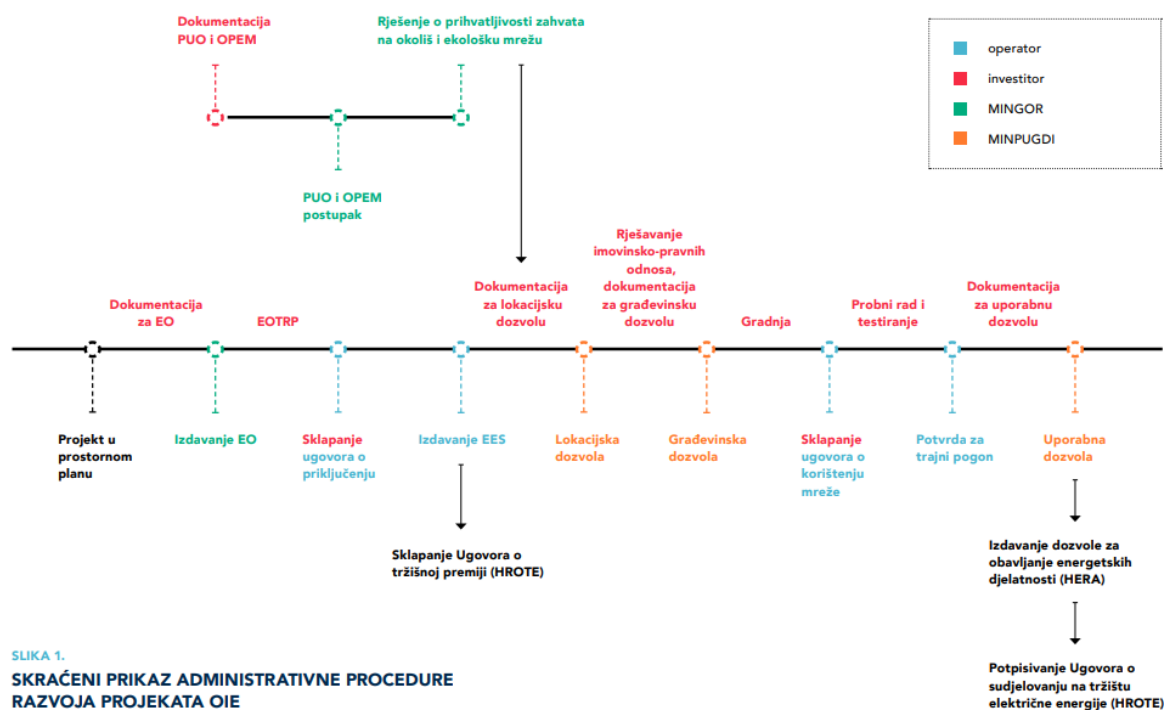 Dokumentacija
PUO i OPEM
Rješenje o prihvatljivosti zahvata
na okoliš i ekološku mrežu
operator
investitor
MINGOR
MINPUGDI
PUO i OPEM
postupak
Dokumentacija
za EO
EOTRP
Dokumentacija
za lokacijsku
dozvolu
Rješavanje
imovinsko-pravnih
odnosa,
dokumentacija
za građevinsku
dozvolu
Gradnja
Probni rad i
testiranje
Dokumentacija
za uporabnu
dozvolu
Projekt u
prostornom
planu
Izdavanje EO
Sklapanje
ugovora o
priključenju
Izdavanje EES
Lokacijska
dozvola
Građevinska
dozvola
Sklapanje
ugovora o
korištenju
mreže
Potvrda za
trajni pogon
Uporabna
dozvola
Sklapanje Ugovora o
tržišnoj premiji (HROTE)
Izdavanje dozvole za
obavljanje energetskih
djelatnosti (HERA)
Potpisivanje Ugovora o
sudjelovanju na tržištu
električne energije (HROTE)
SLIKA 1.
SKRAĆENI PRIKAZ ADMINISTRATIVNE PROCEDURE
RAZVOJA PROJEKATA OIE